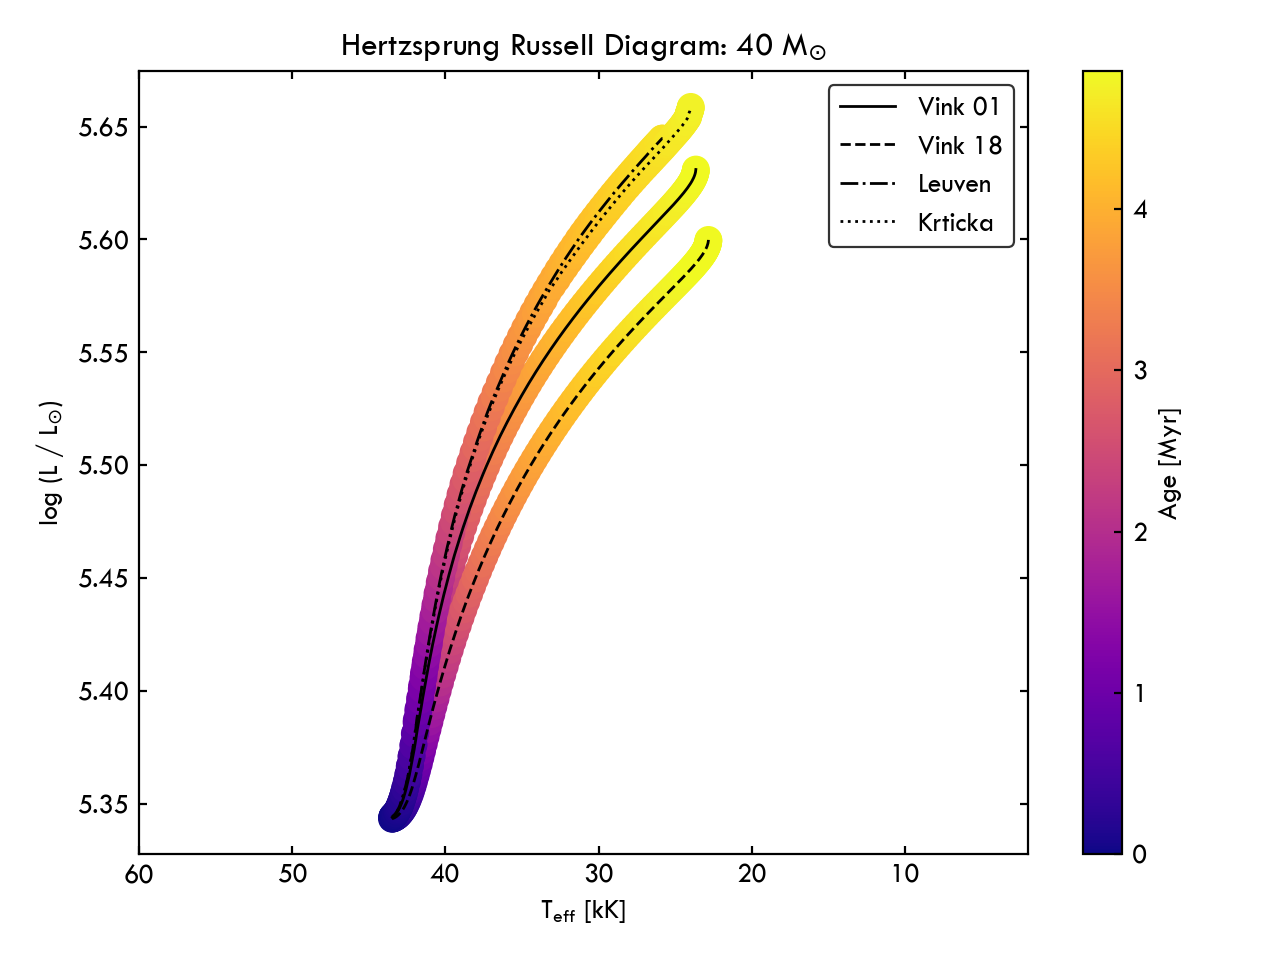 Hertzsprung Russell Diagram: 40 M☉
Vink 01
Vink 18
Leuven
Krticka
5.65
5.60
5.55
5.50
5.45
5.40
5.35
log (L / L☉)
60 50 40 30 20 10
T_eff [kK]
4
3
2
1
0
Age [Myr]